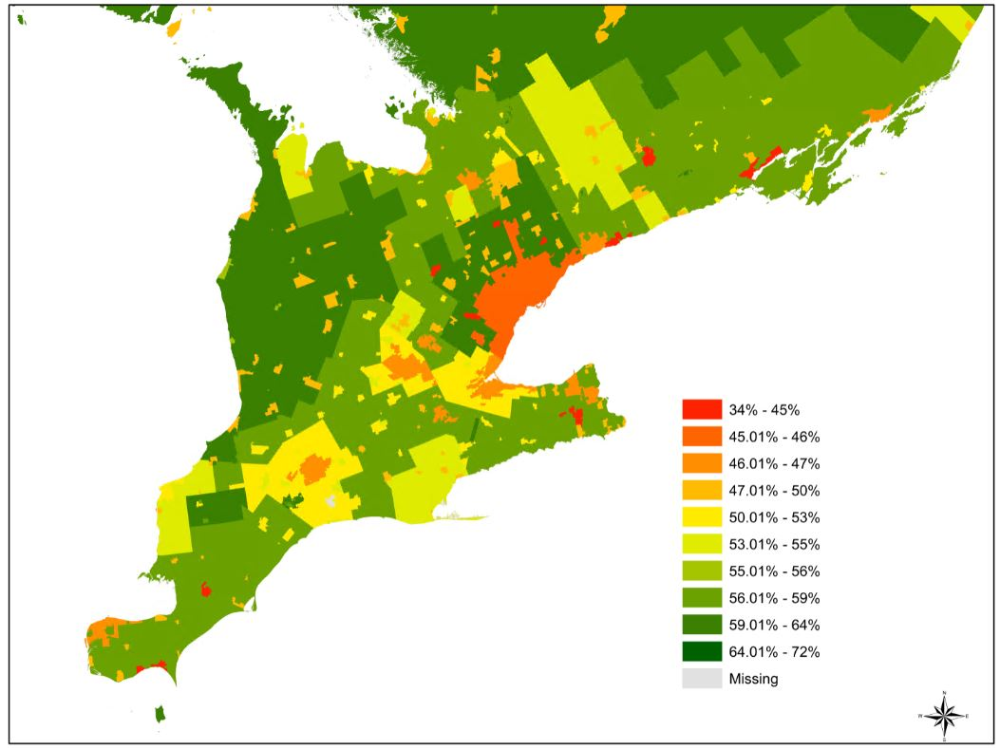 34% - 45%
45.01% - 46%
46.01% - 47%
47.01% - 50%
50.01% - 53%
53.01% - 55%
55.01% - 56%
56.01% - 59%
59.01% - 64%
64.01% - 72%
Missing
N
W E
S